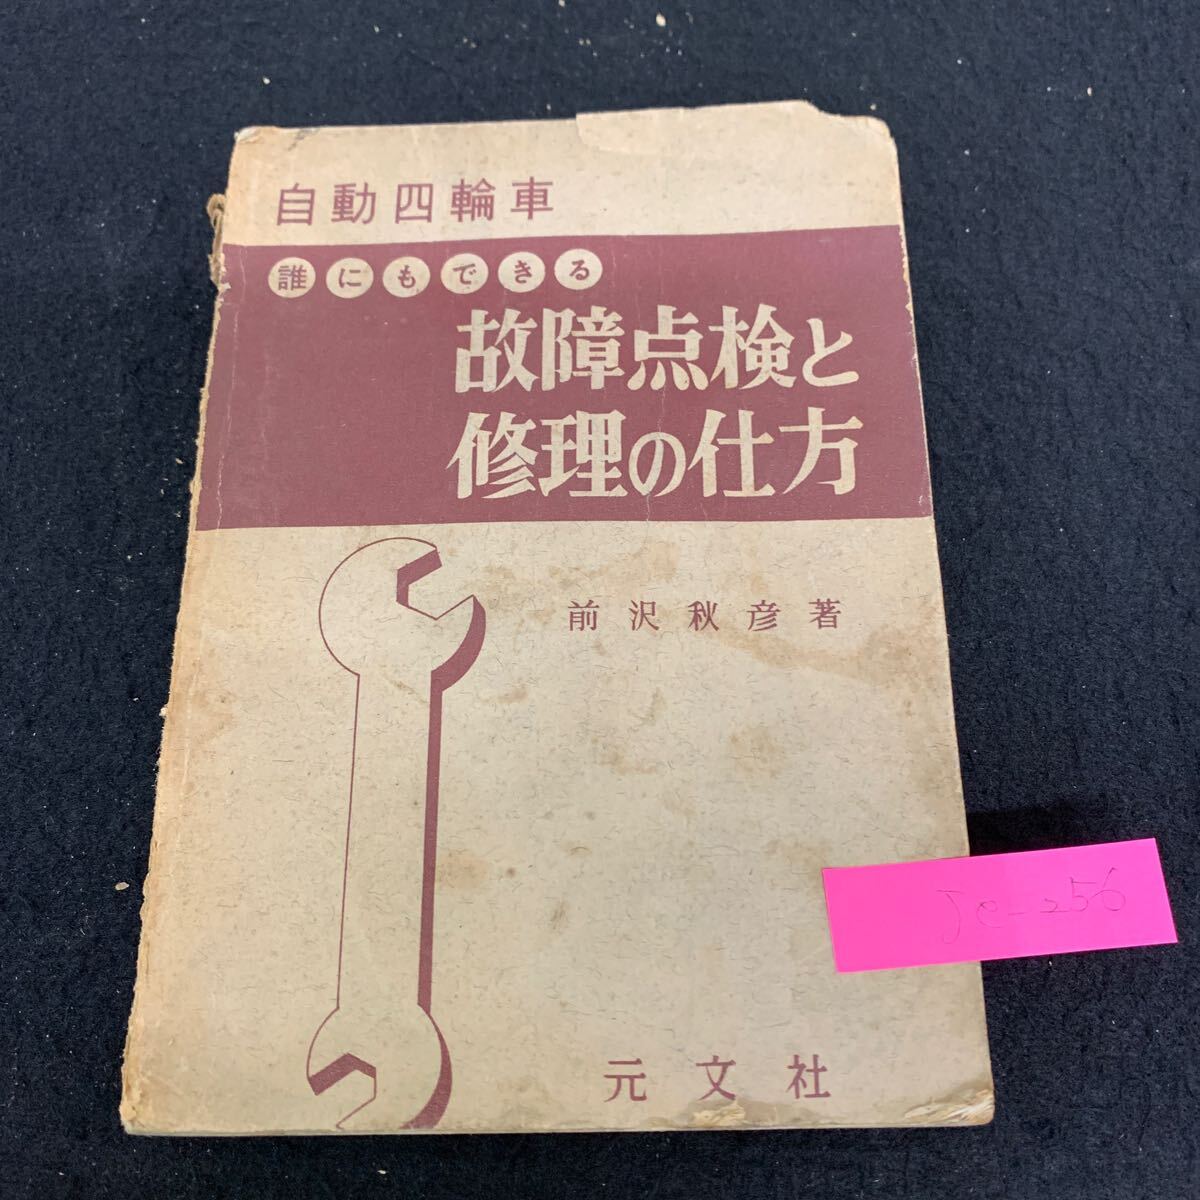 自動四輪車
誰にもできる
故障点検と
修理の仕方
前沢秋彦著
Je-256
元文社